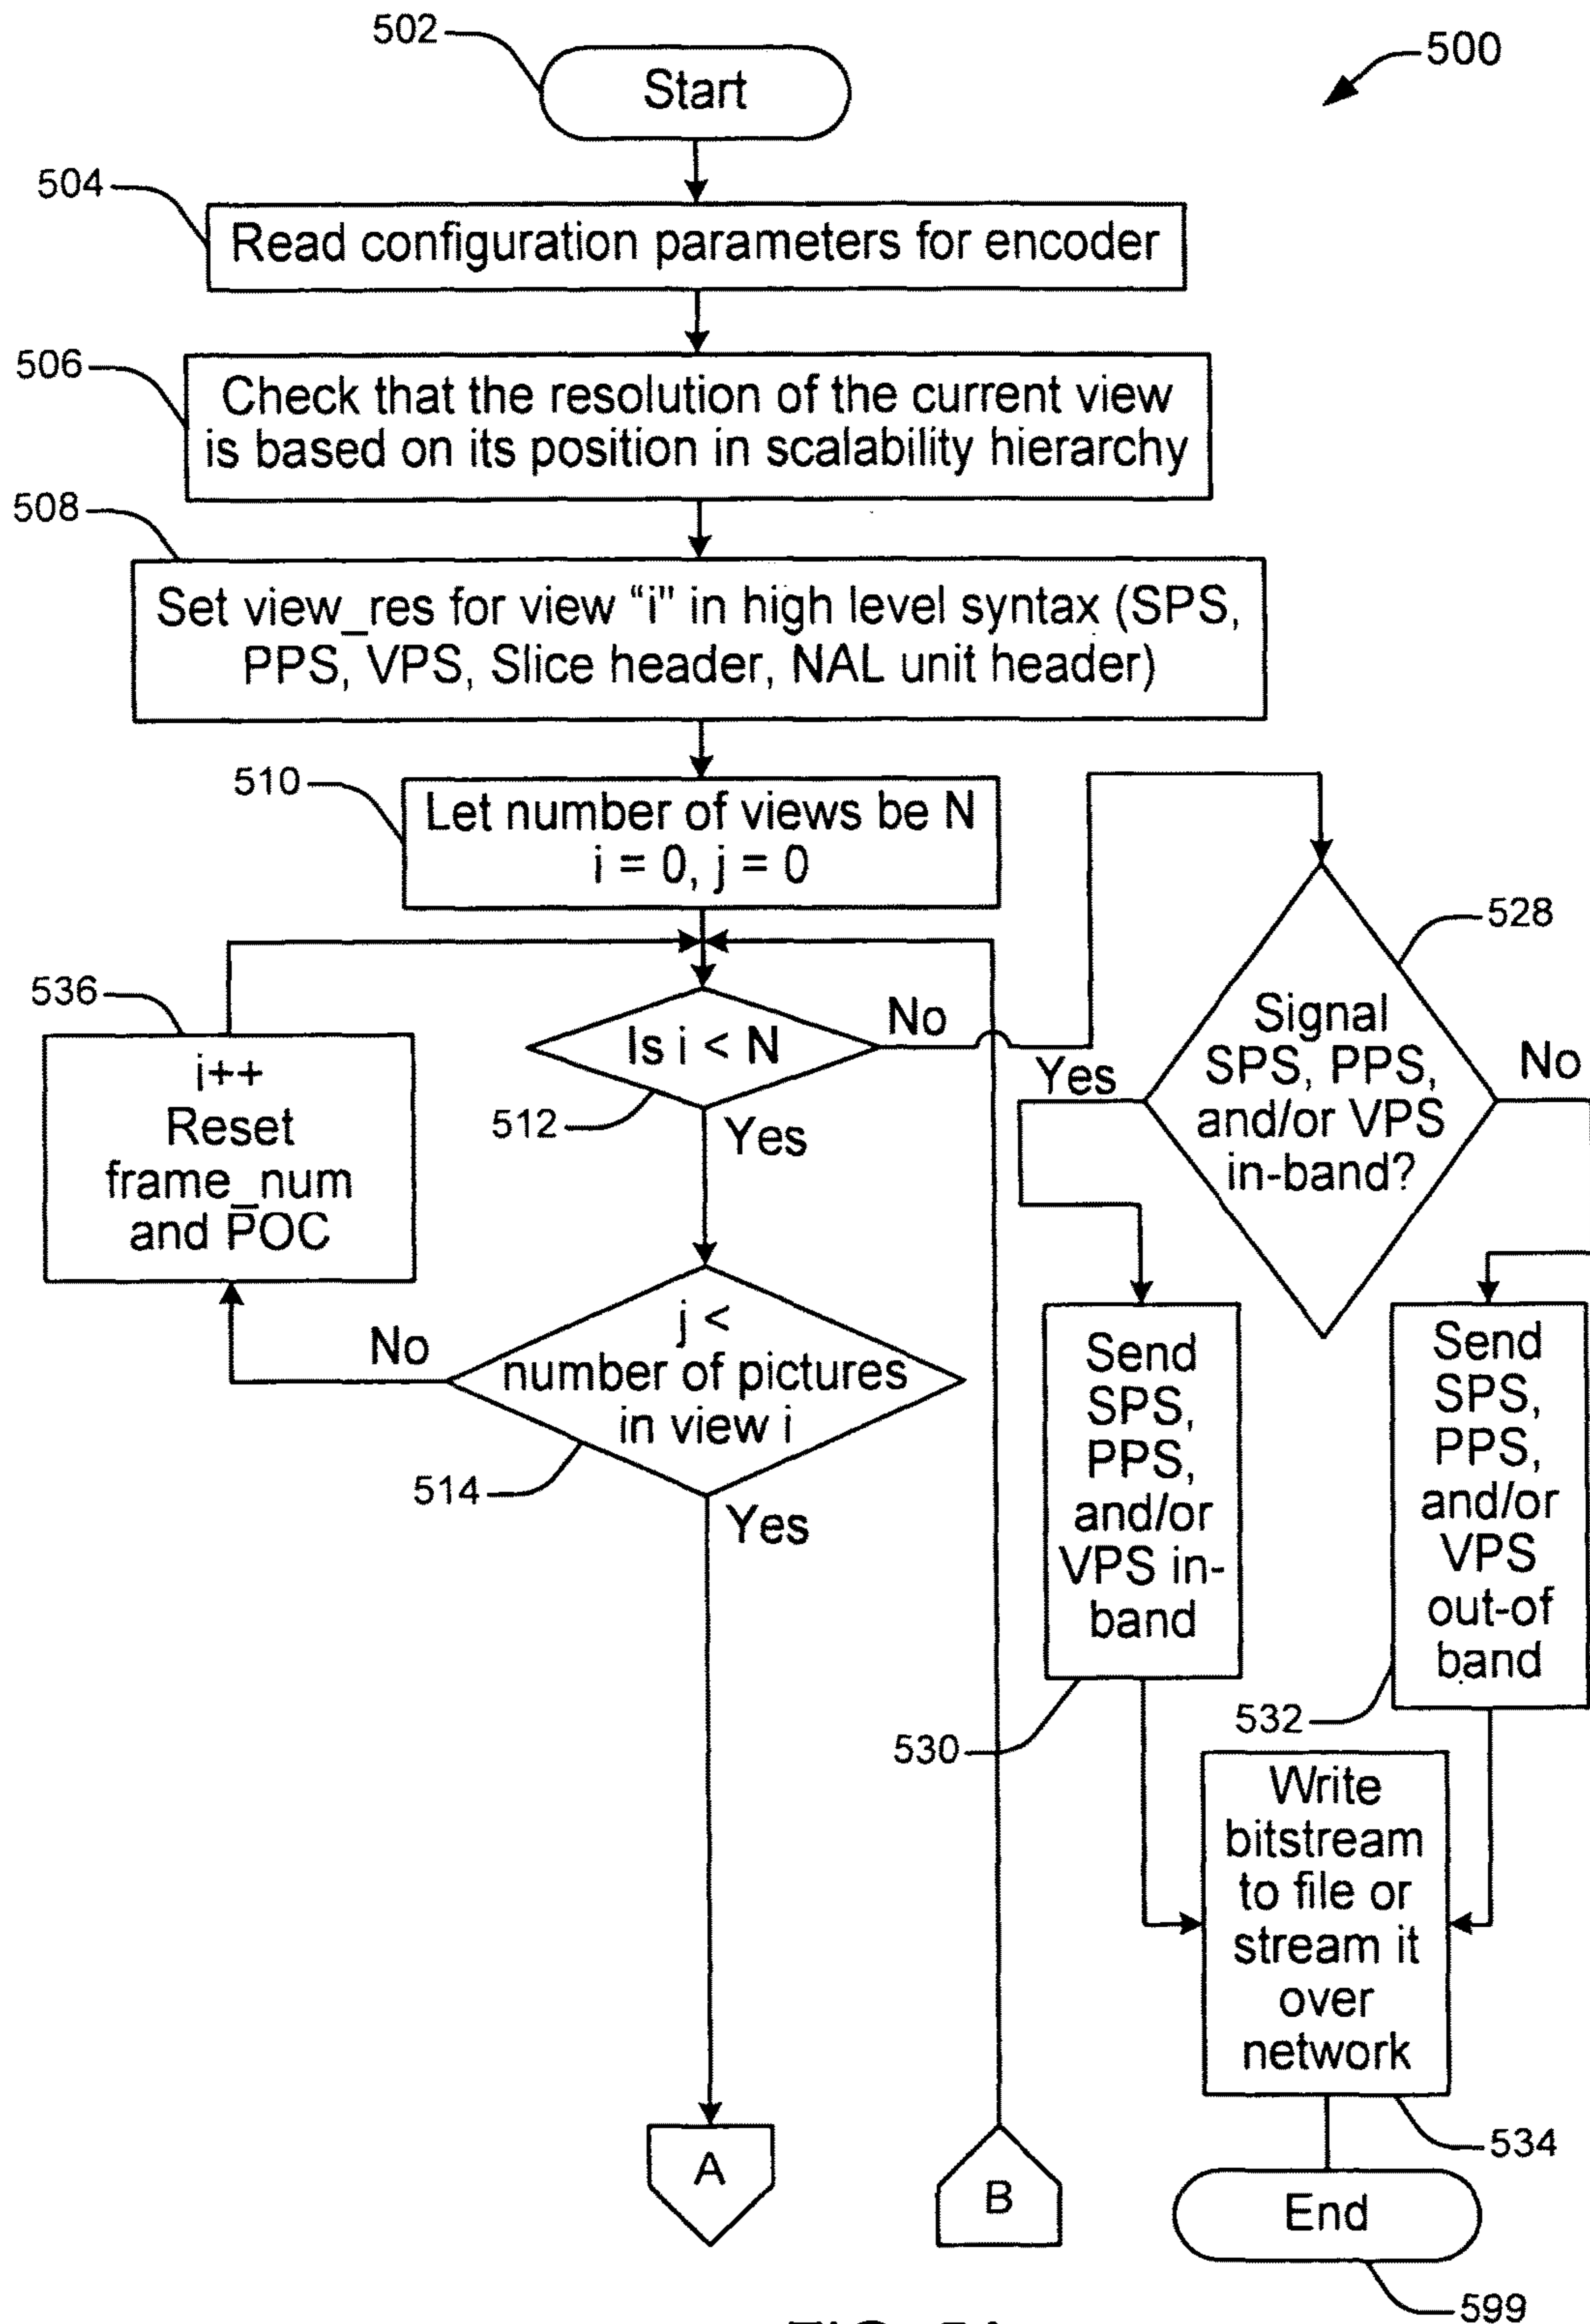 502
Start
500
504
Read configuration parameters for encoder
506
Check that the resolution of the current view
is based on its position in scalability hierarchy
508
Set view_res for view “i” in high level syntax (SPS,
PPS, VPS, Slice header, NAL unit header)
510
Let number of views be N
i = 0, j = 0
536
i++
Reset
frame_num
and POC
512
Is i < N
No
Yes
514
j <
number of pictures
in view i
No
Yes
528
Signal
SPS, PPS,
and/or VPS
in-band?
Yes
No
Send
SPS,
PPS,
and/or
VPS in-
band
530
Send
SPS,
PPS,
and/or
VPS
out-of
band
532
Write
bitstream
to file or
stream it
over
network
534
A
B
End
599